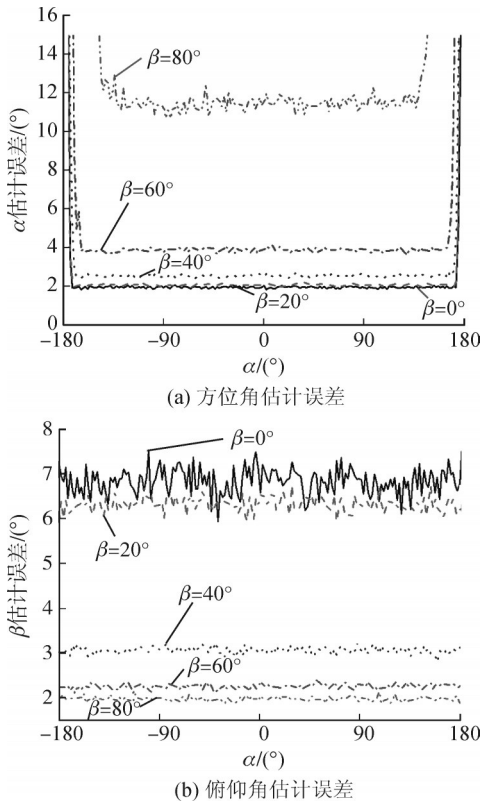 16
14
12
10
8
6
4
2
0
α估计误差/(°)
β=80°
β=60°
β=40°
β=20°
β=0°
-180
-90
0
90
180
α/(°)
(a) 方位角估计误差
8
7
6
5
4
3
2
β估计误差/(°)
β=0°
β=20°
β=40°
β=60°
β=80°
-180
-90
0
90
180
α/(°)
(b) 俯仰角估计误差